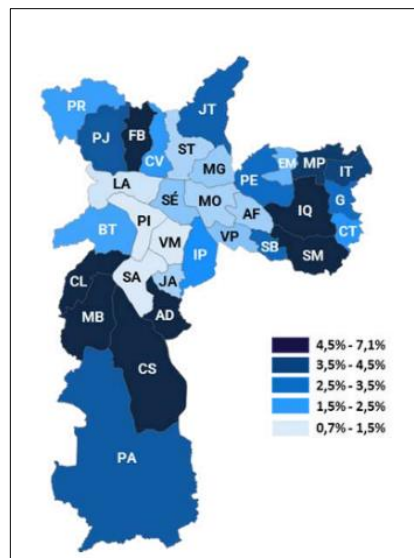 PR
JT
PJ
FB
CV
ST
MG
EM
MP
IT
PE
LA
SÉ
MO
IQ
G
AF
BT
PI
VM
IP
VP
SB
CT
SM
CL
SA
JA
MB
AD
CS
PA
4,5% - 7,1%
3,5% - 4,5%
2,5% - 3,5%
1,5% - 2,5%
0,7% - 1,5%